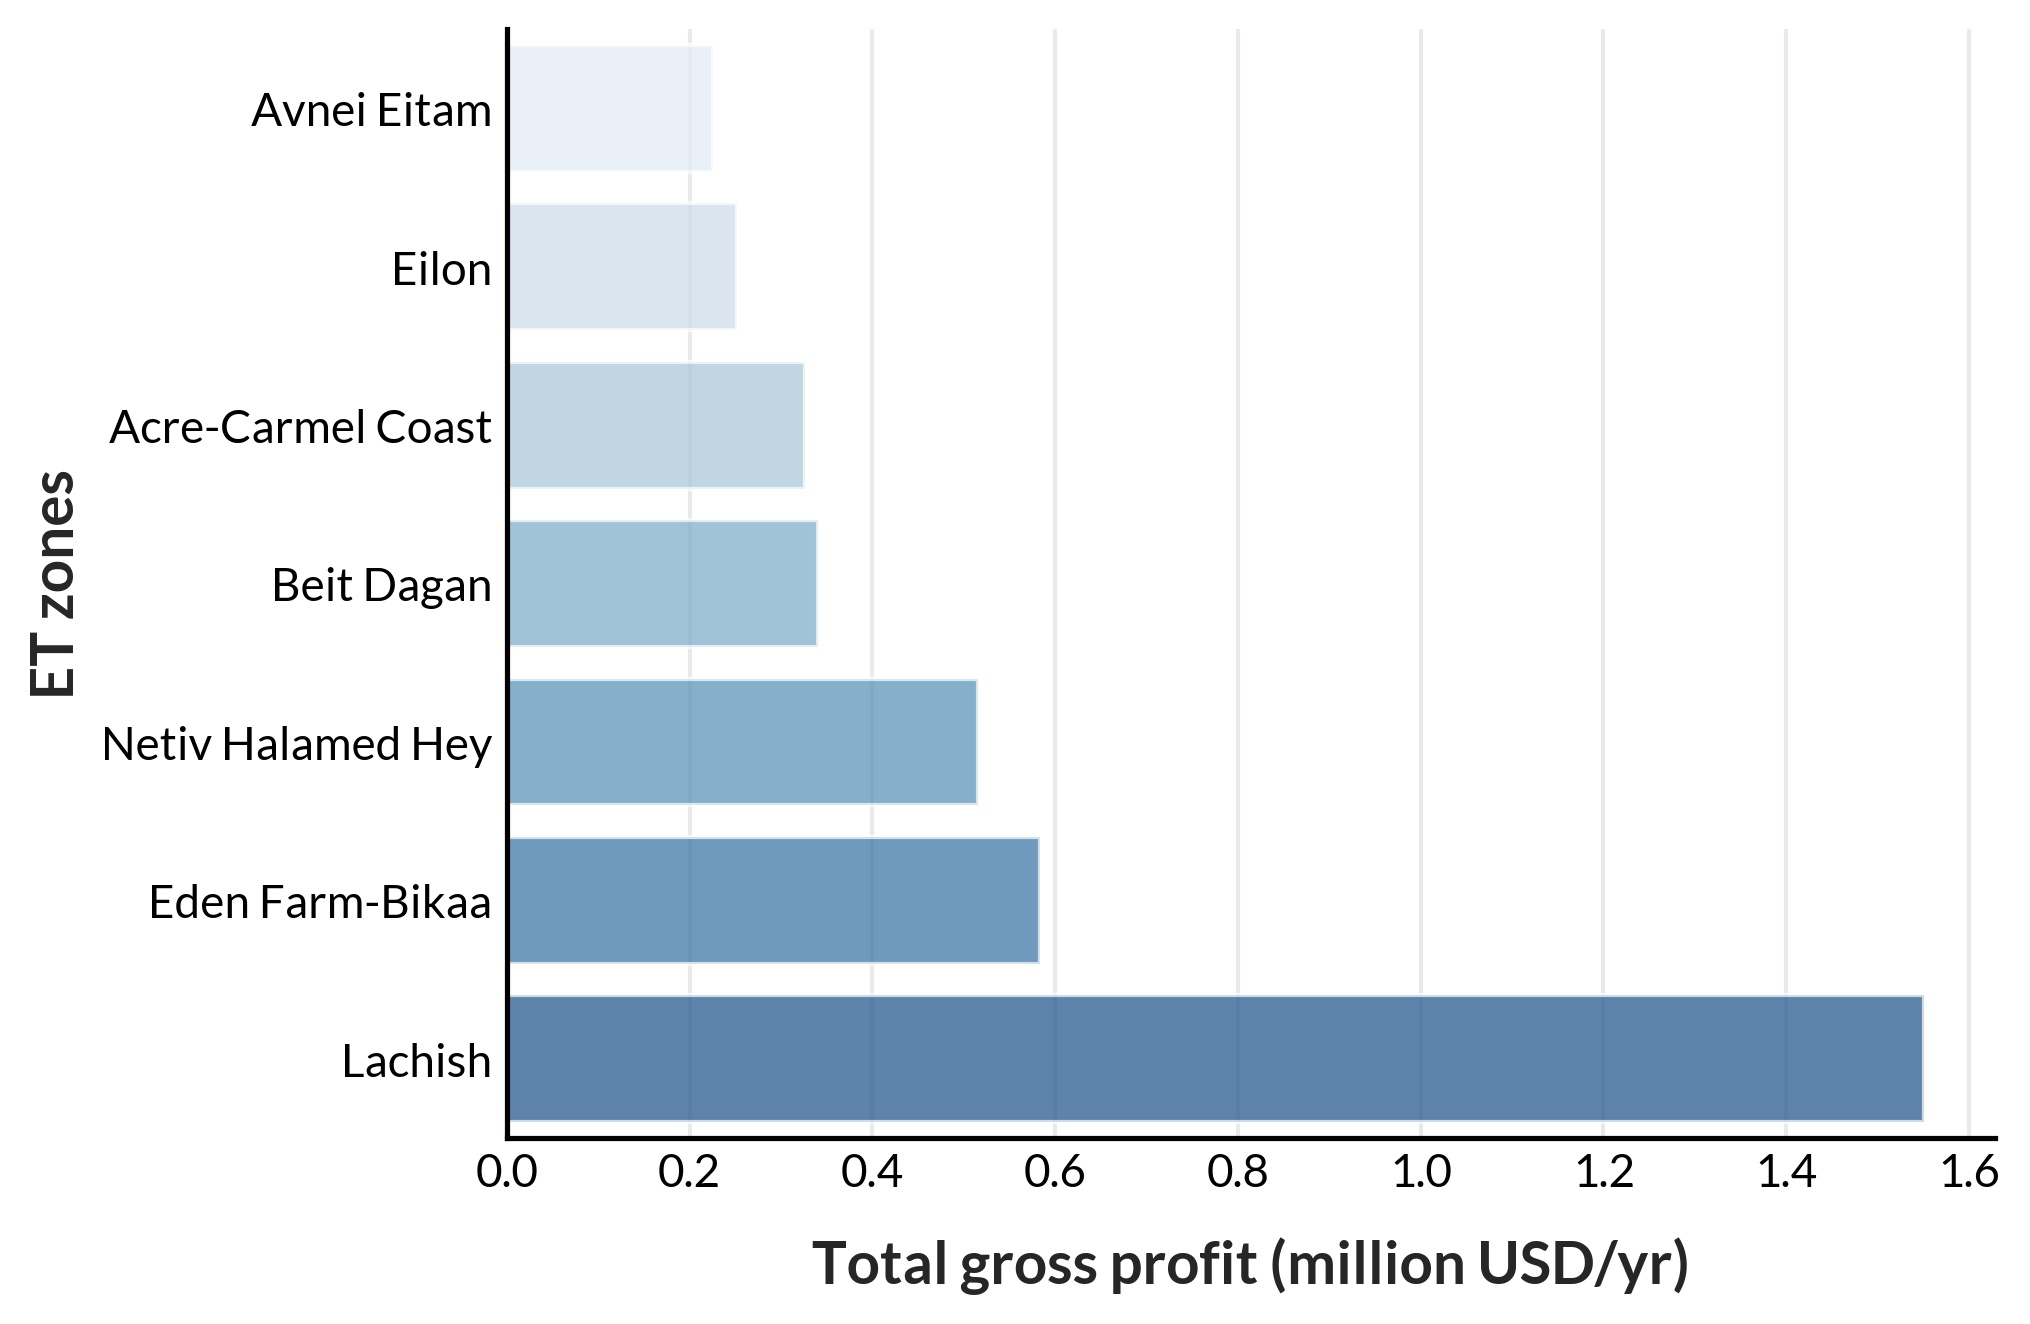 Avnei Eitam
Eilon
Acre-Carmel Coast
Beit Dagan
Netiv Halamed Hey
Eden Farm-Bikaa
Lachish
ET zones
0.0 0.2 0.4 0.6 0.8 1.0 1.2 1.4 1.6
Total gross profit (million USD/yr)